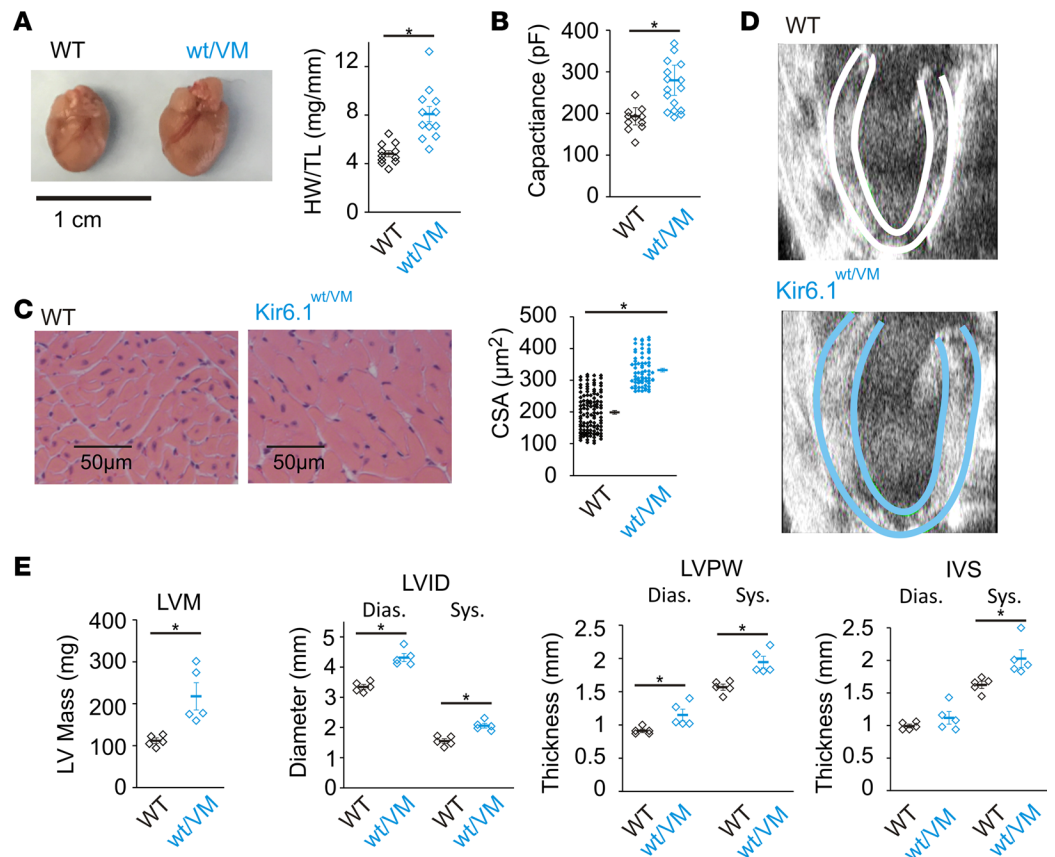 A
WT
wt/VM
1 cm
HW/TL (mg/mm)
12
8
4
0
*
WT
wt/VM
B
Capactiance (pF)
400
300
200
100
0
*
WT
wt/VM
C
WT
50µm
Kir6.1wt/VM
50µm
CSA (µm2)
500
400
300
200
100
0
*
WT
wt/VM
D
WT
Kir6.1wt/VM
E
LVM
LV Mass (mg)
400
300
200
100
0
*
WT
wt/VM
LVID
Dias.
Sys.
Diameter (mm)
5
4
3
2
1
0
*
*
WT
wt/VM
WT
wt/VM
LVPW
Dias.
Sys.
Thickness (mm)
2.5
2
1.5
1
0.5
0
*
*
WT
wt/VM
WT
wt/VM
IVS
Dias.
Sys.
Thickness (mm)
2.5
2
1.5
1
0.5
0
*
WT
wt/VM
WT
wt/VM